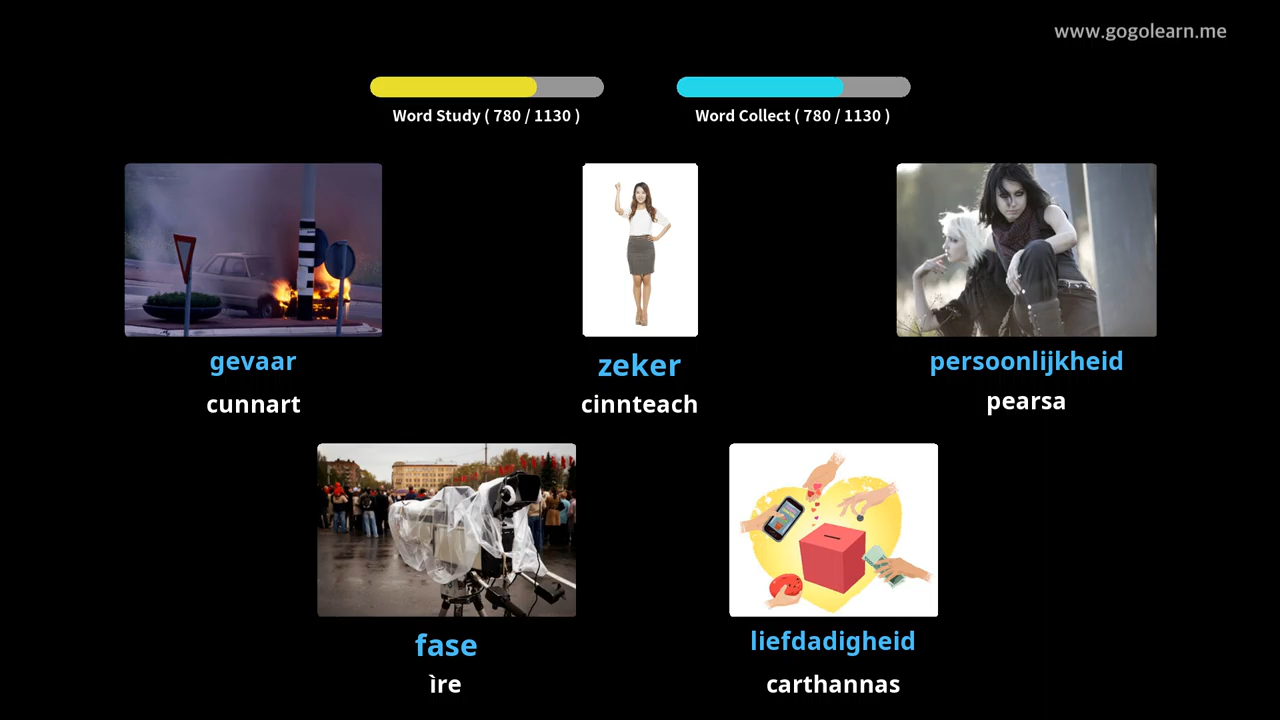 www.gogolearn.me
Word Study ( 780 / 1130 )
Word Collect ( 780 / 1130 )
gevaar
cunnart
zeker
cinnteach
persoonlijkheid
pearsa
fase
ìre
liefdadigheid
carthannas